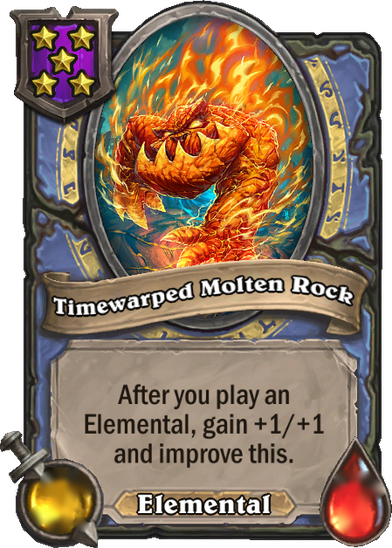 Timewarped Molten Rock
After you play an
Elemental, gain +1/+1
and improve this.
Elemental